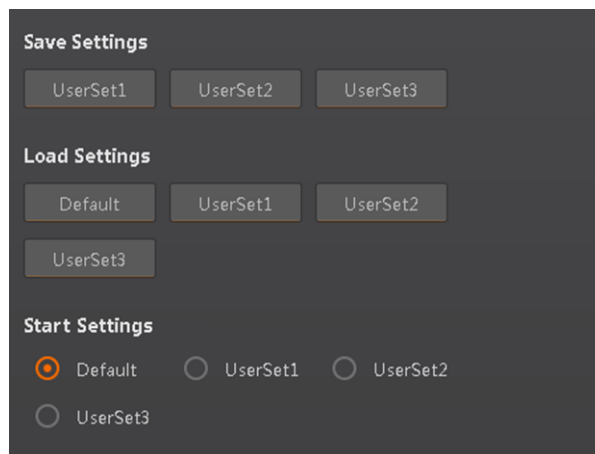 Save Settings
UserSet1 UserSet2 UserSet3
Load Settings
Default UserSet1 UserSet2
UserSet3
Start Settings
Default UserSet1 UserSet2
UserSet3